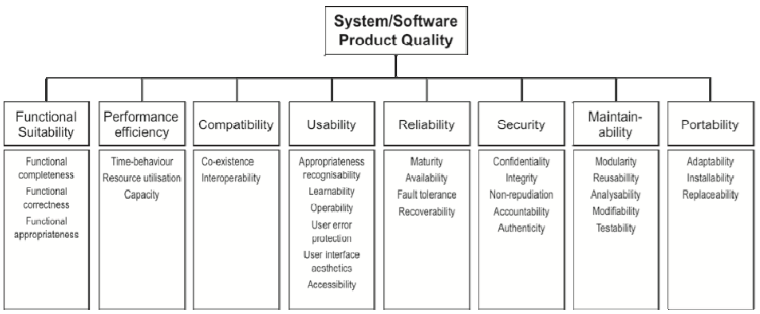 System/Software
Product Quality
Functional
Suitability
Functional
completeness
Functional
correctness
Functional
appropriateness
Performance
efficiency
Time-behaviour
Resource utilisation
Capacity
Compatibility
Co-existence
Interoperability
Usability
Appropriateness
recognisability
Learnability
Operability
User error
protection
User interface
aesthetics
Accessibility
Reliability
Maturity
Availability
Fault tolerance
Recoverability
Security
Confidentiality
Integrity
Non-repudiation
Accountability
Authenticity
Maintain-
ability
Modularity
Reusability
Analysability
Modifiability
Testability
Portability
Adaptability
Installability
Replaceability